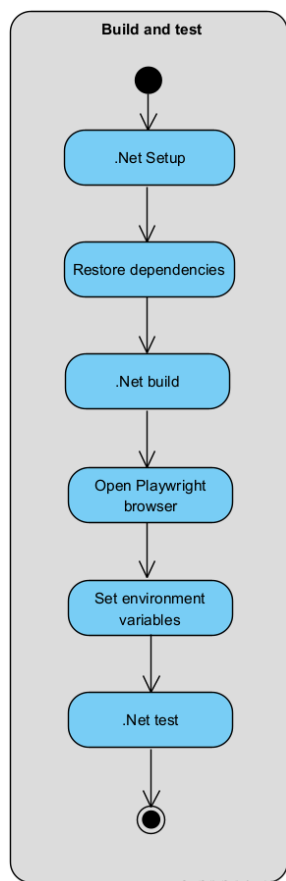 Build and test
.Net Setup
Restore dependencies
.Net build
Open Playwright
browser
Set environment
variables
.Net test